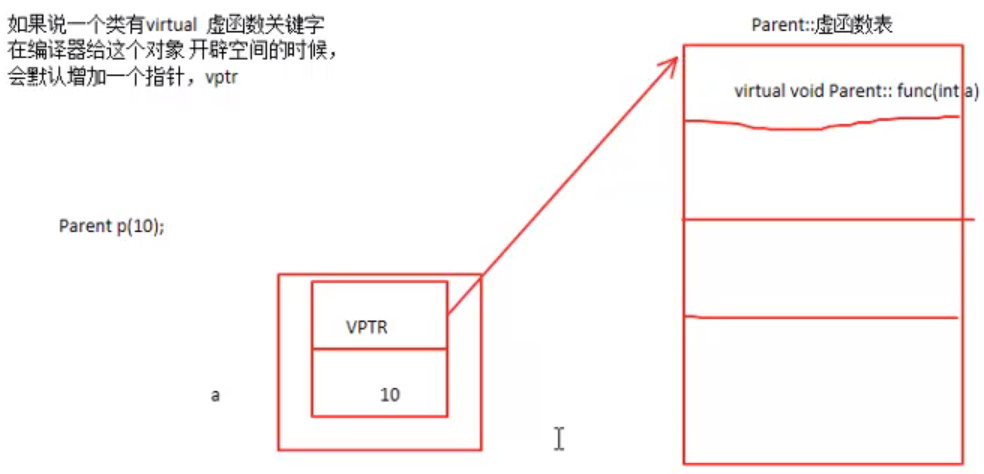 如果说一个类有virtual 虚函数关键字
在编译器给这个对象 开辟空间的时候，
会默认增加一个指针，vptr
Parent::虚函数表
virtual void Parent:: func(int a)
Parent p(10);
VPTR
a 10